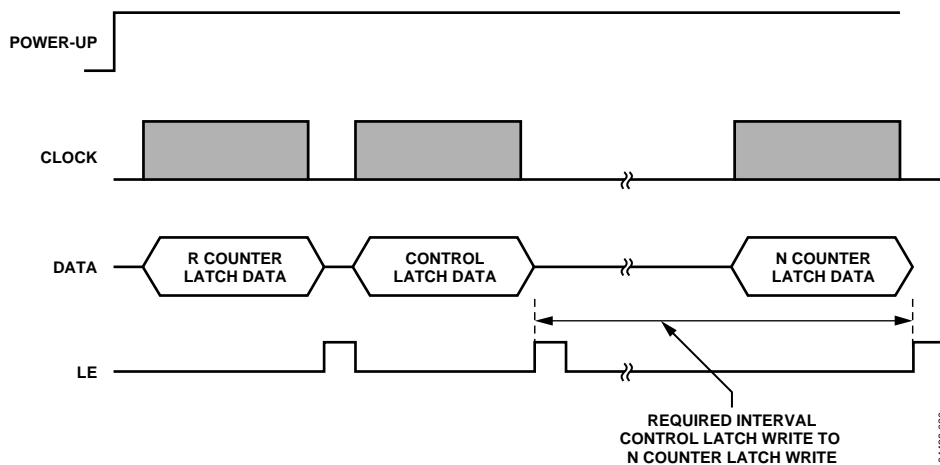 POWER-UP
CLOCK
DATA
R COUNTER
LATCH DATA
CONTROL
LATCH DATA
N COUNTER
LATCH DATA
LE
REQUIRED INTERVAL
CONTROL LATCH WRITE TO
N COUNTER LATCH WRITE